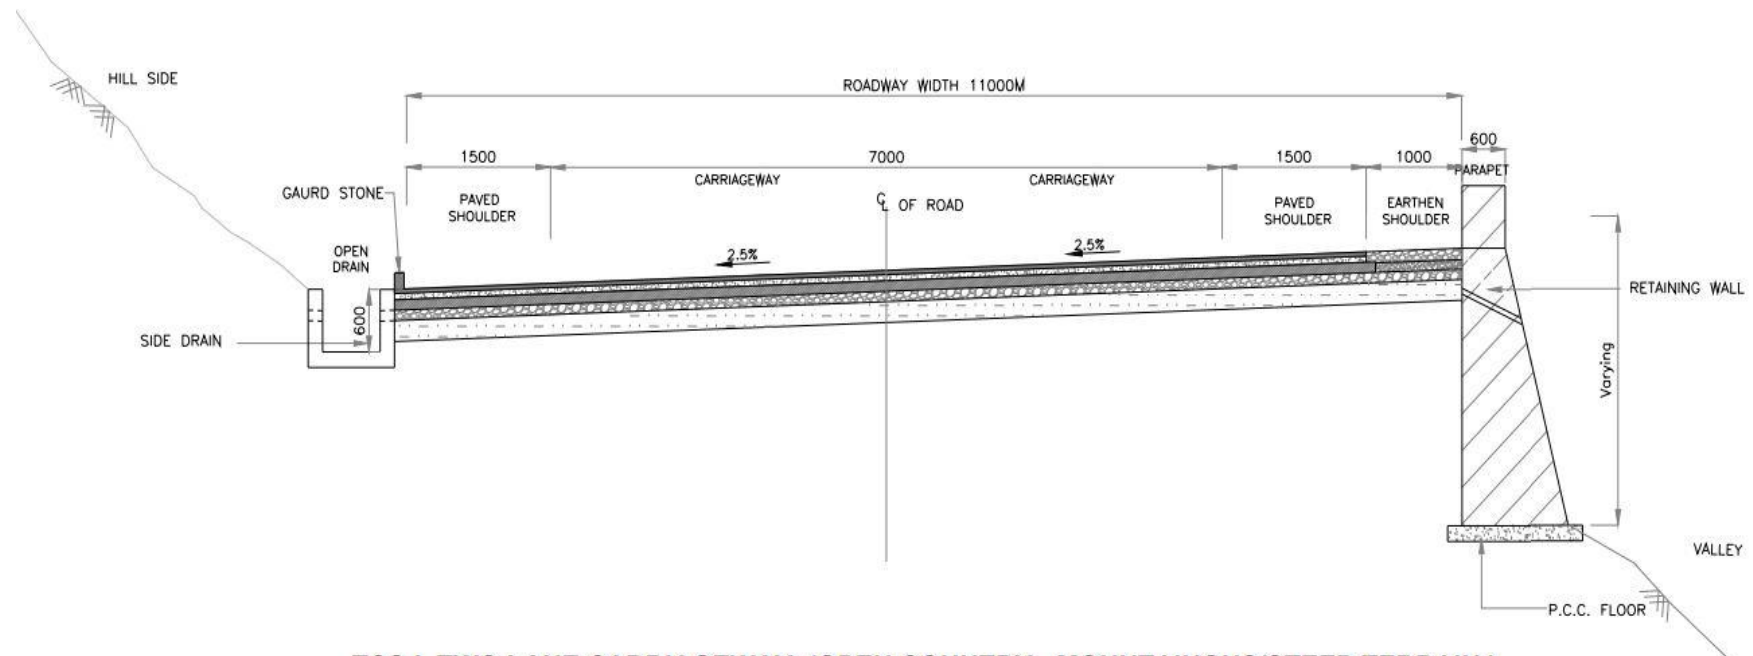 HILL SIDE
ROADWAY WIDTH 11000M
600
1500
7000
1500
1000
PARAPET
CARRIAGEWAY
CARRIAGEWAY
GAURD STONE
PAVED
SHOULDER
℄ OF ROAD
PAVED
SHOULDER
EARTHEN
SHOULDER
OPEN
DRAIN
2.5%
2.5%
RETAINING WALL
600
SIDE DRAIN
Varying
VALLEY
P.C.C. FLOOR